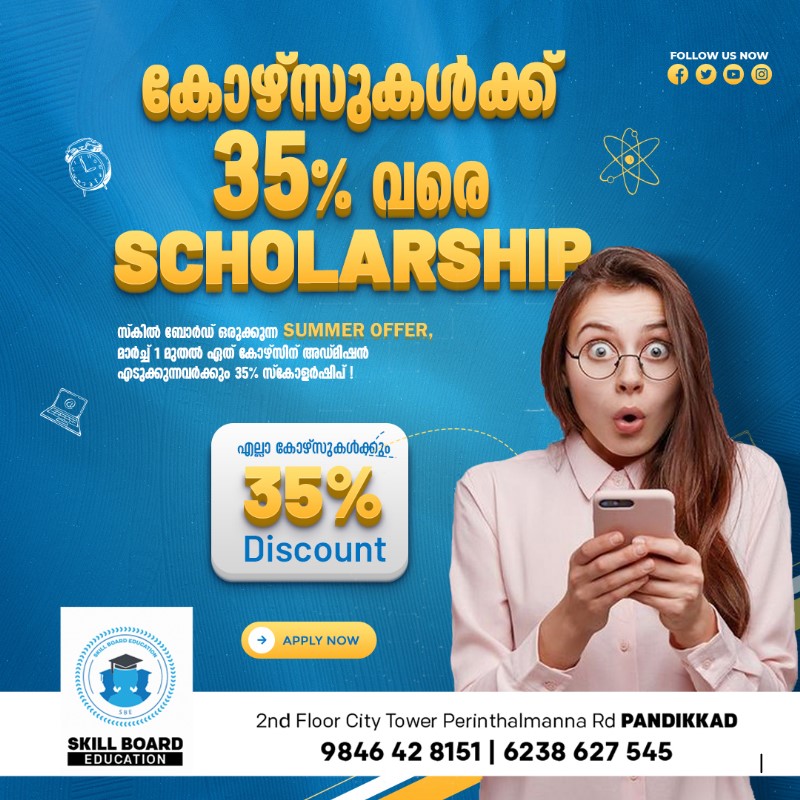 കോഴ്സുകൾക്ക്
35% വരെ
SCHOLARSHIP
FOLLOW US NOW
സ്കിൽ ബോർഡ് ഒരുക്കുന്ന SUMMER OFFER,
മാർച്ച് 1 മുതൽ ഏത് കോഴ്സിന് അഡ്മിഷൻ
എടുക്കുന്നവർക്കും 35% സ്കോളർഷിപ് !
എല്ലാ കോഴ്സുകൾക്കും
35%
Discount
APPLY NOW
SKILL BOARD EDUCATION
SBE
SKILL BOARD
EDUCATION
2nd Floor City Tower Perinthalmanna Rd PANDIKKAD
9846 42 8151 | 6238 627 545